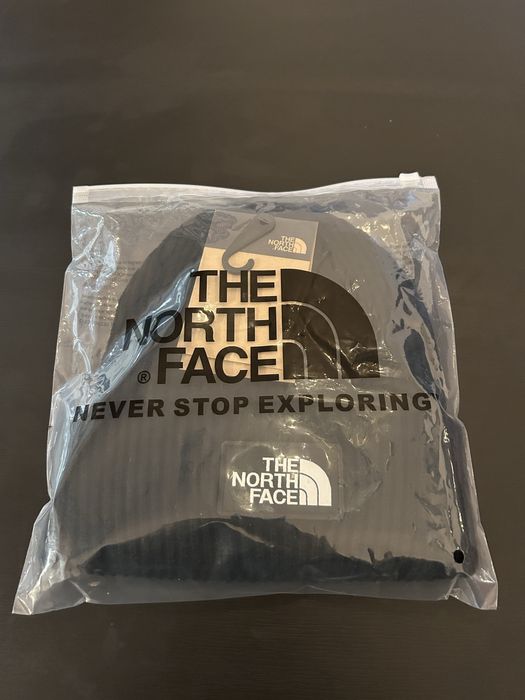 THE
NORTH
FACE
THE
NORTH
® FACE
NEVER STOP EXPLORING
THE
NORTH
FACE